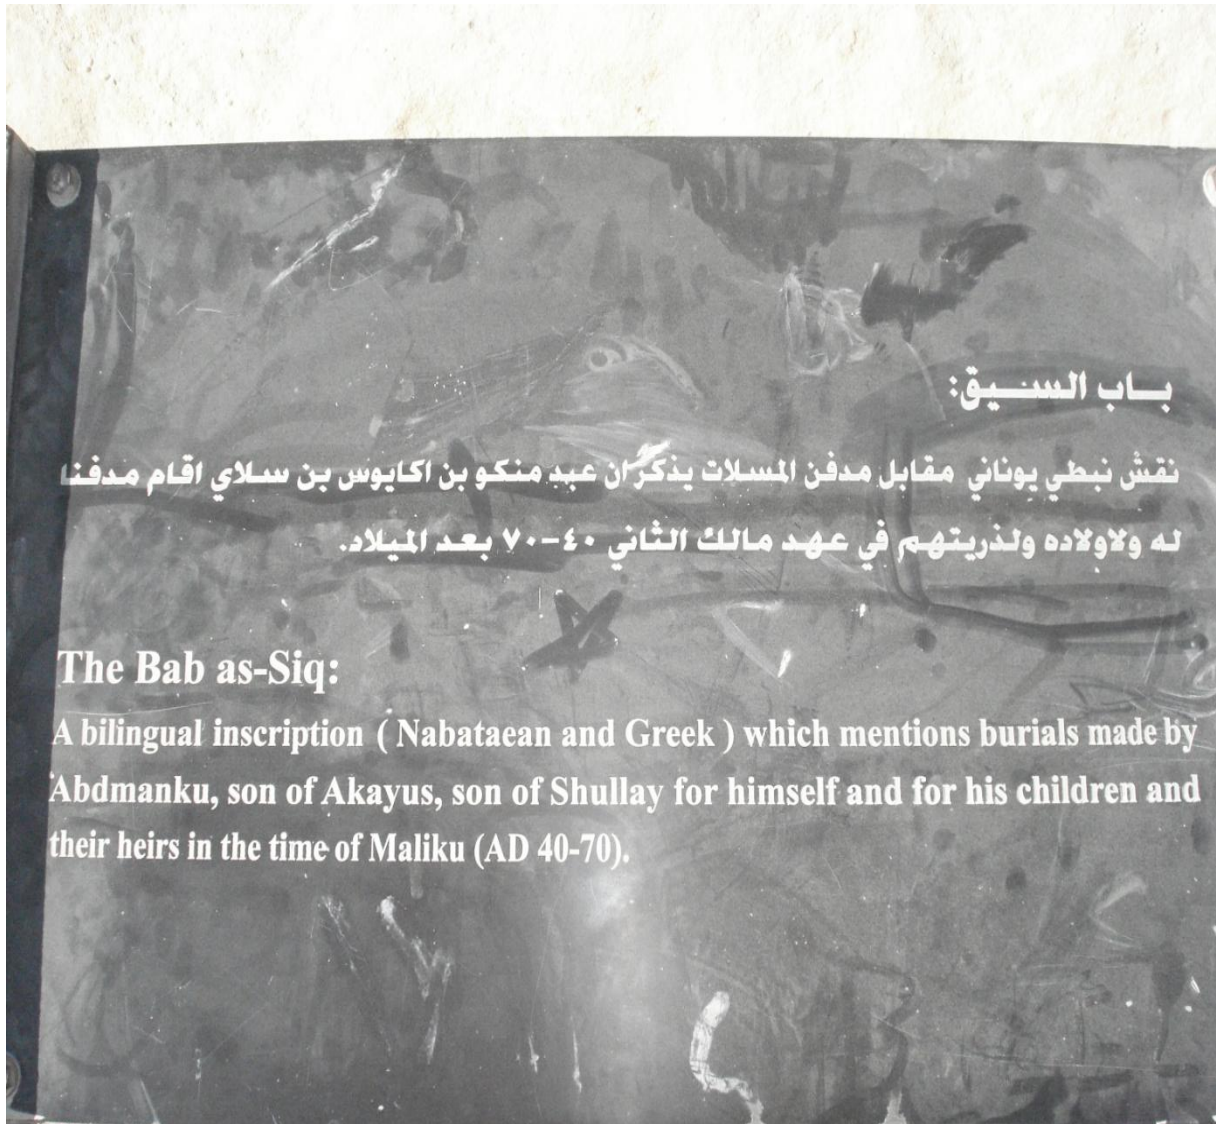 بـاب السـيق:
نقش نبطي يوناني مقابل مدفن المسلات يذكر ان عبد منكو بن اكايوس بن سلاي اقام مدفنا
له ولاولاده ولذريتهم في عهد مالك الثاني ٤٠-٧٠ بعد الميلاد.
The Bab as-Siq:
A bilingual inscription ( Nabataean and Greek ) which mentions burials made by
Abdmanku, son of Akayus, son of Shullay for himself and for his children and
their heirs in the time of Maliku (AD 40-70).